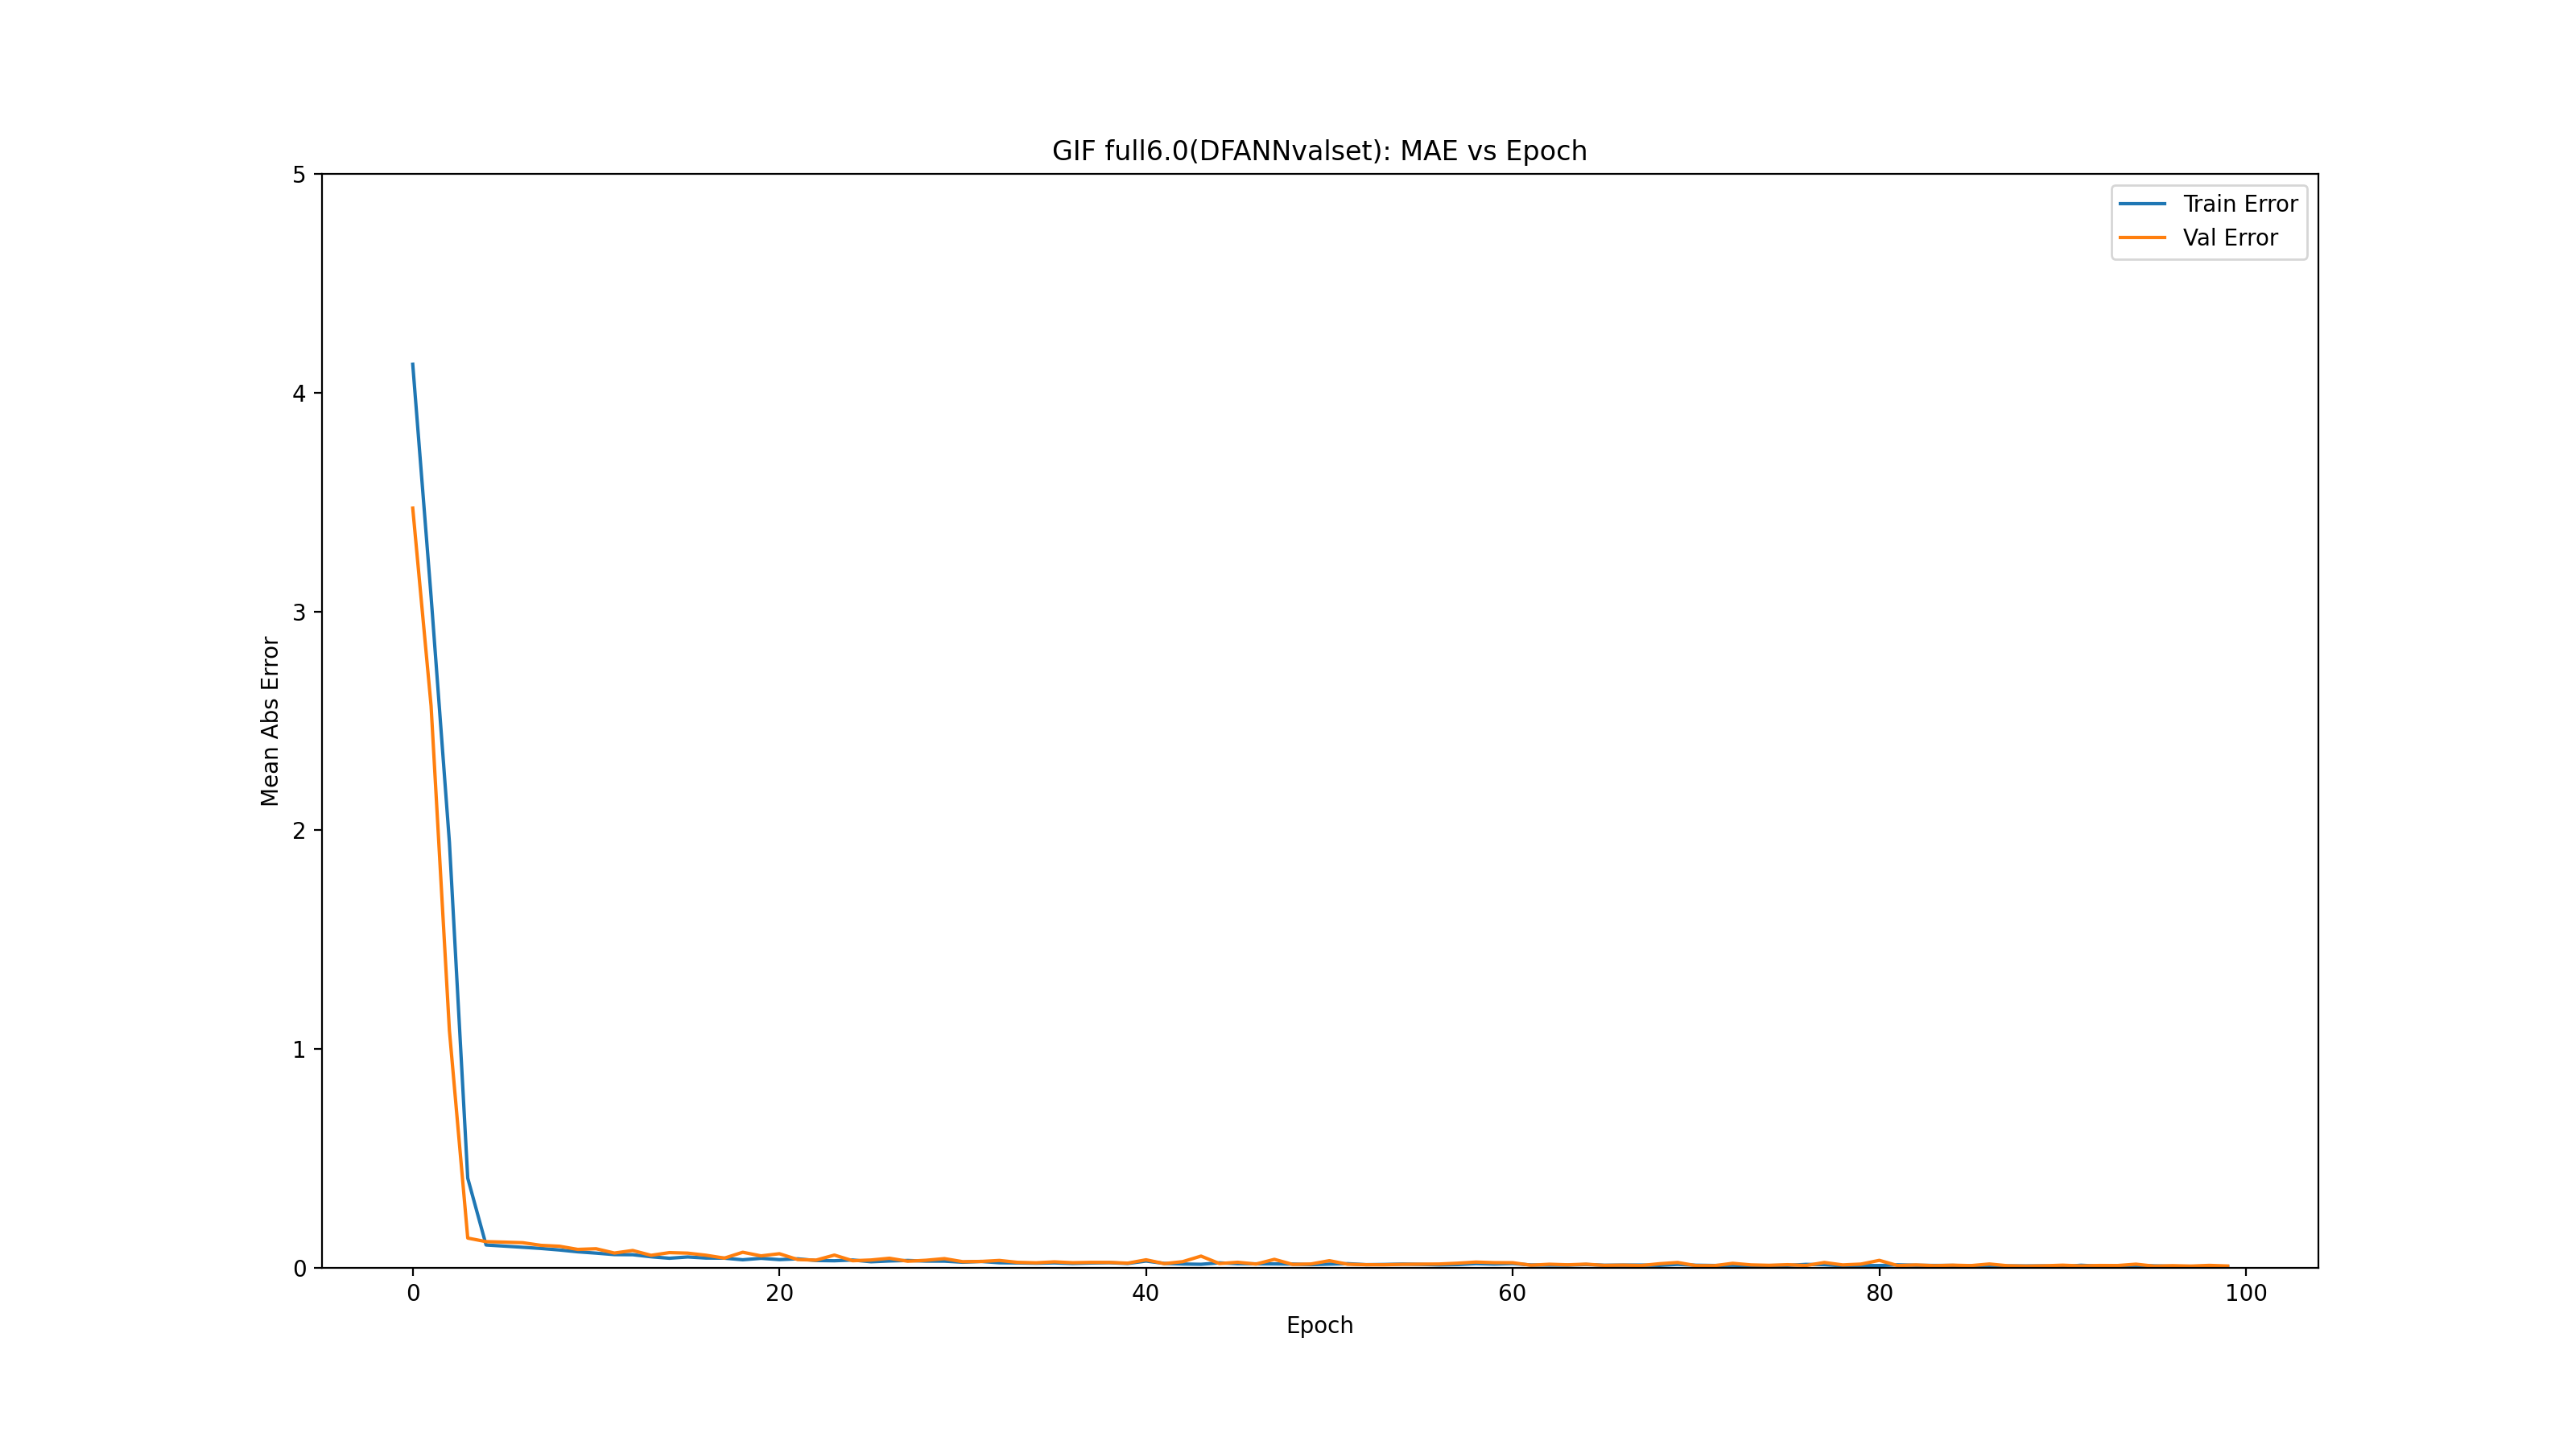 GIF full6.0(DFANNvalset): MAE vs Epoch
Train Error
Val Error
Mean Abs Error
5
4
3
2
1
0
0 20 40 60 80 100
Epoch